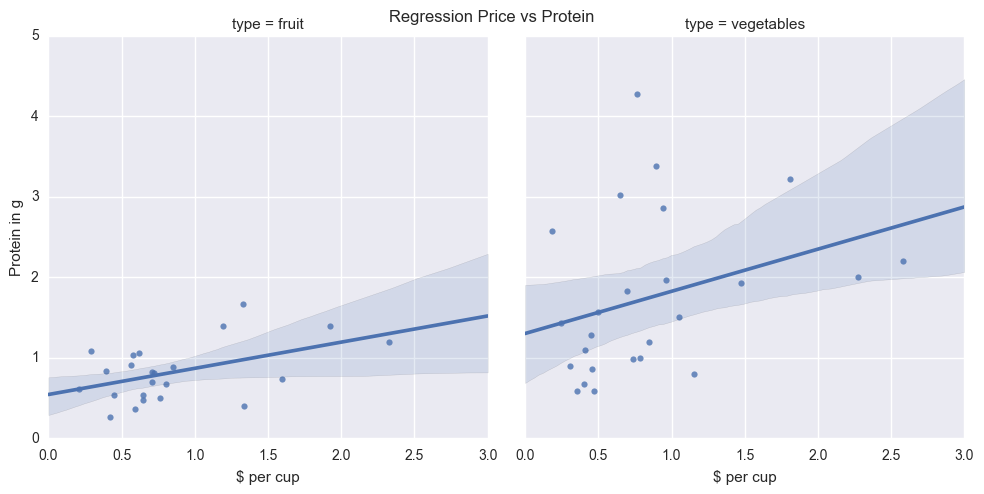 Regression Price vs Protein
type = fruit
type = vegetables
5
4
3
2
1
0
Protein in g
0.0 0.5 1.0 1.5 2.0 2.5 3.0
0.0 0.5 1.0 1.5 2.0 2.5 3.0
$ per cup
$ per cup